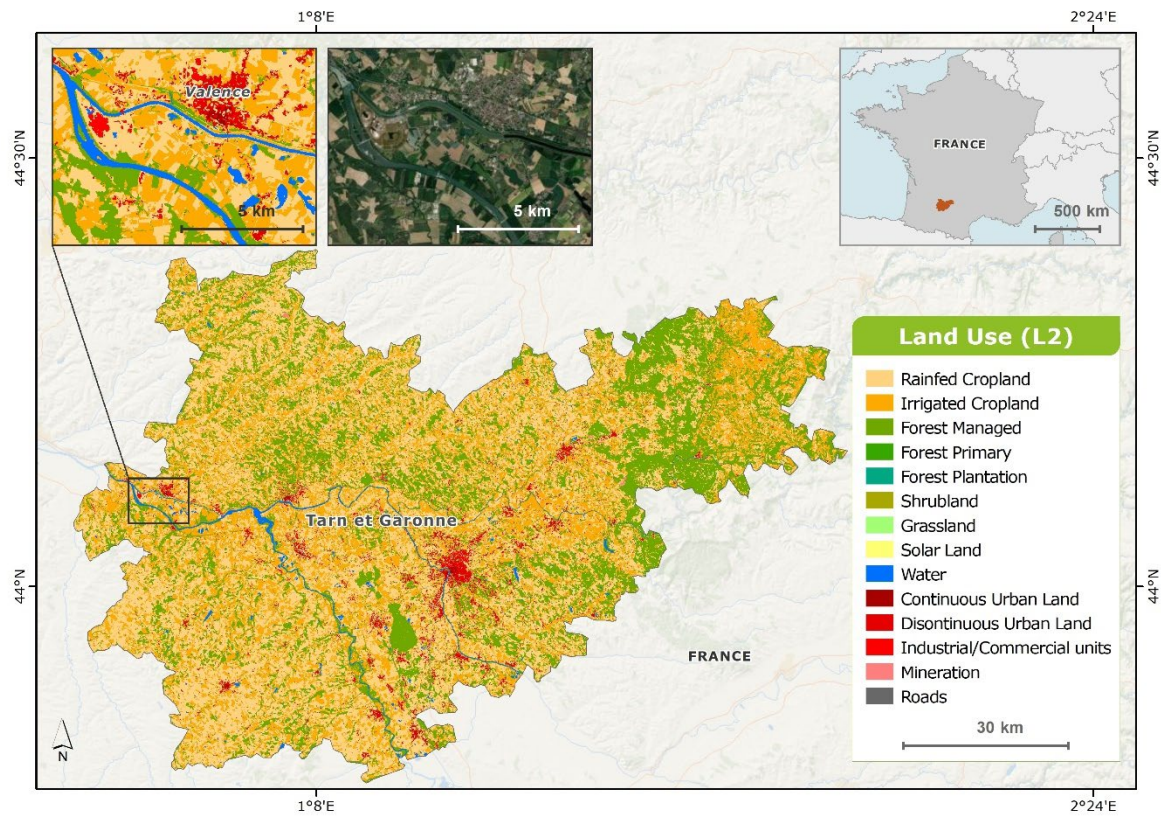 1°8'E
2°24'E
44°30'N
44°30'N
Valence
5 km
5 km
FRANCE
500 km
Land Use (L2)
Rainfed Cropland
Irrigated Cropland
Forest Managed
Forest Primary
Forest Plantation
Shrubland
Grassland
Solar Land
Water
Continuous Urban Land
Disontinuous Urban Land
Industrial/Commercial units
Mineration
Roads
30 km
Tarn et Garonne
44°N
44°N
FRANCE
N
1°8'E
2°24'E